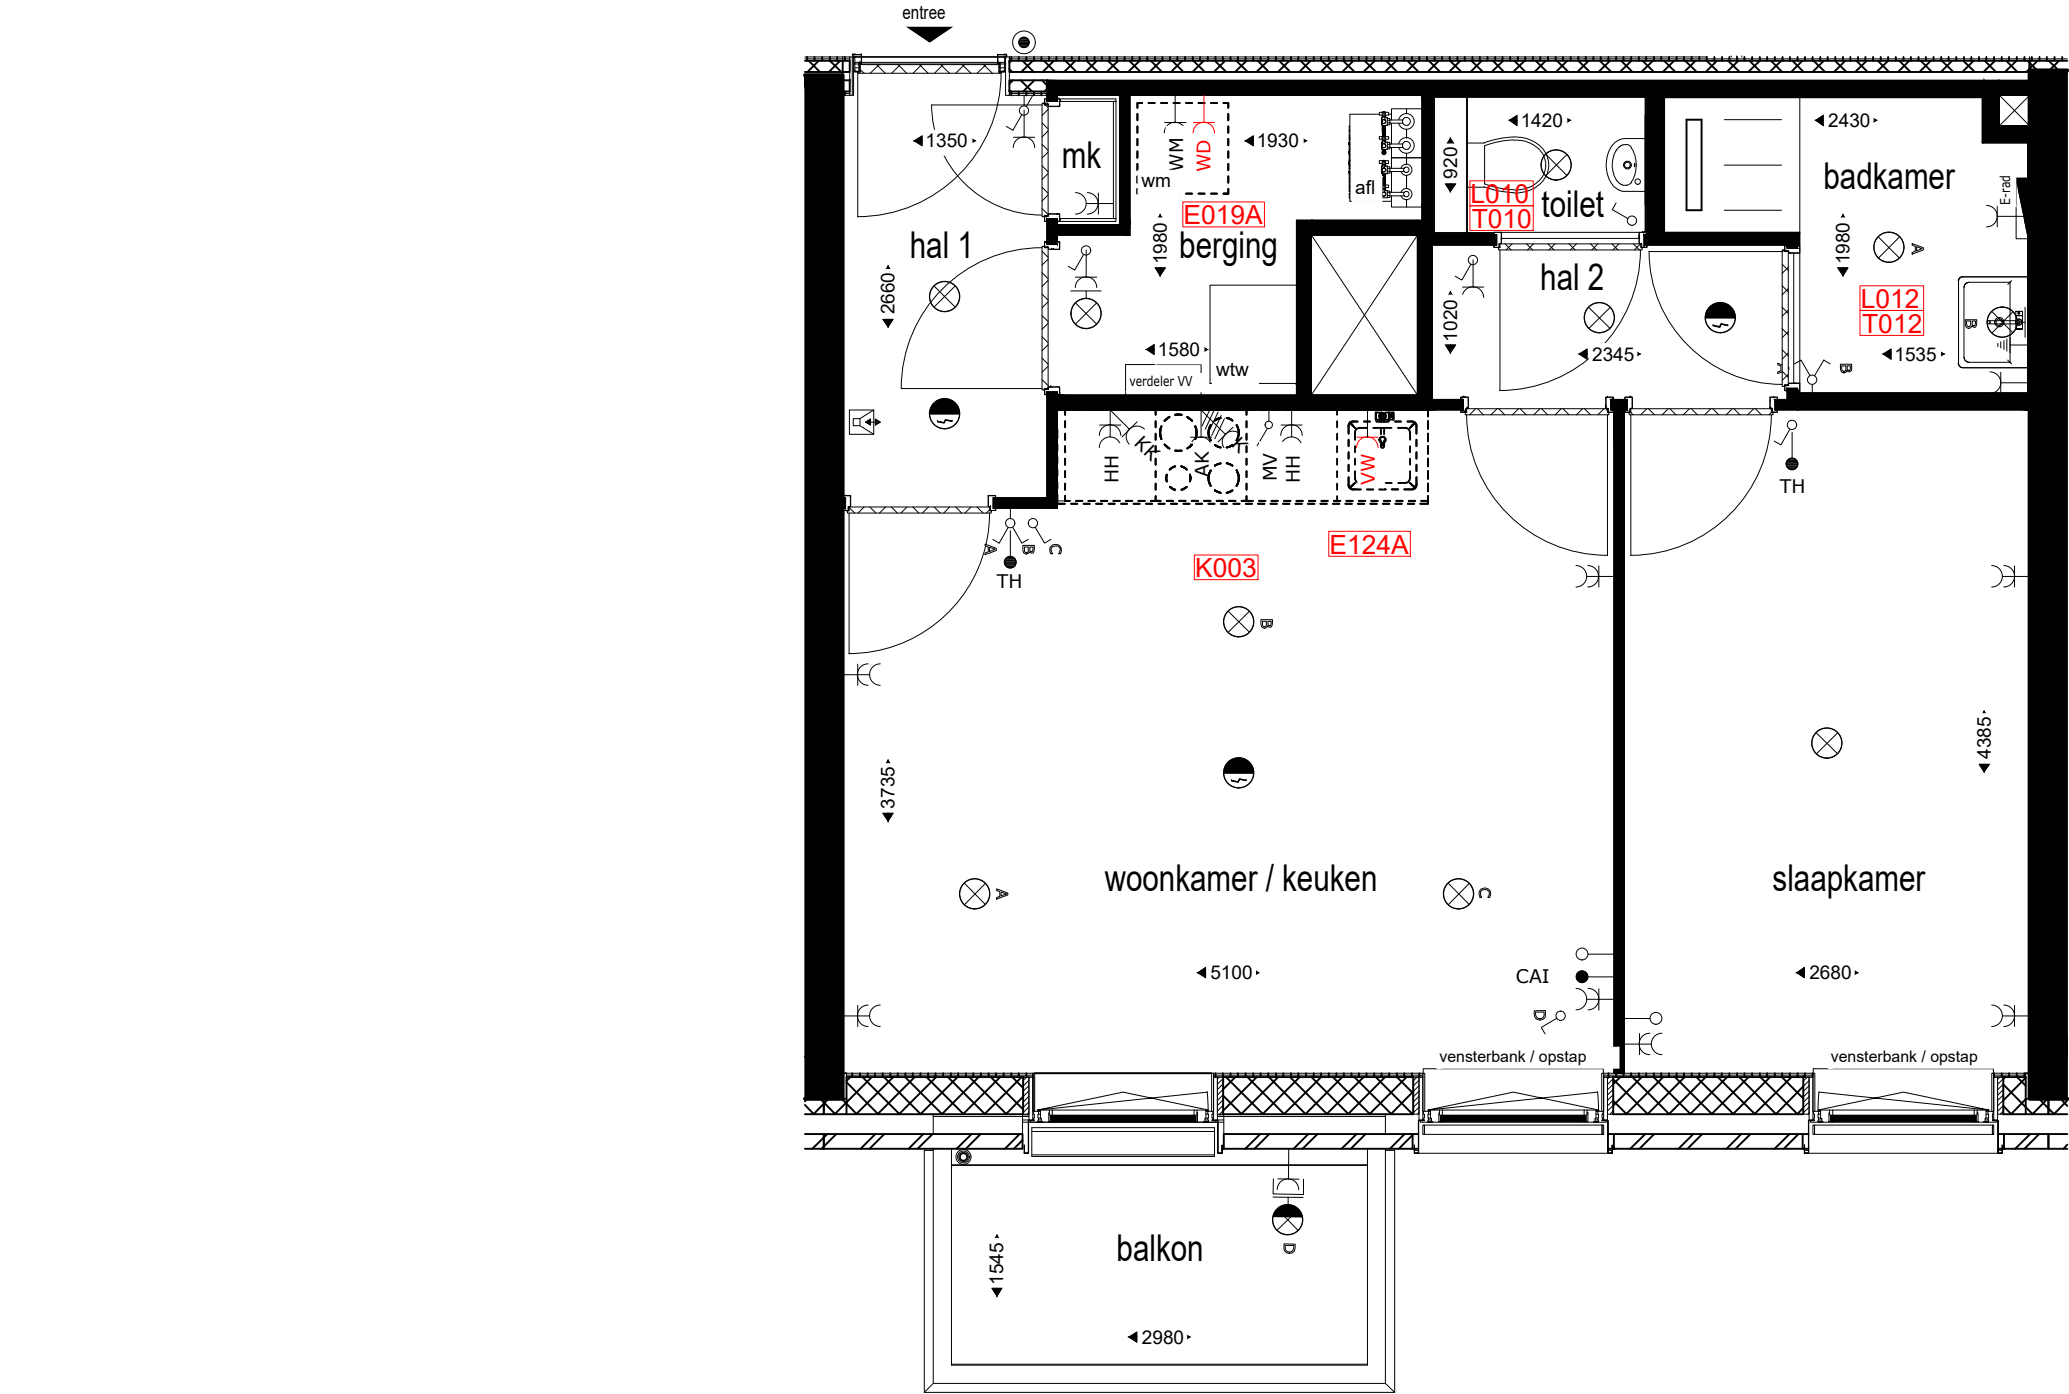 entree
1350
mk
WM
WD
wm
1930
afl
1420
920
L010
T010
toilet
2430
badkamer
E-rad
hal 1
E019A
1980
berging
2660
hal 2
1980
A
L012
T012
1020
B
1580
wtw
verdeler VV
2345
1535
B
HH
KK
AK
MV
HH
VW
TH
A
B
C
TH
E124A
K003
B
3735
4385
woonkamer / keuken
slaapkamer
A
C
5100
CAI
2680
D
vensterbank / opstap
vensterbank / opstap
balkon
D
1545
2980